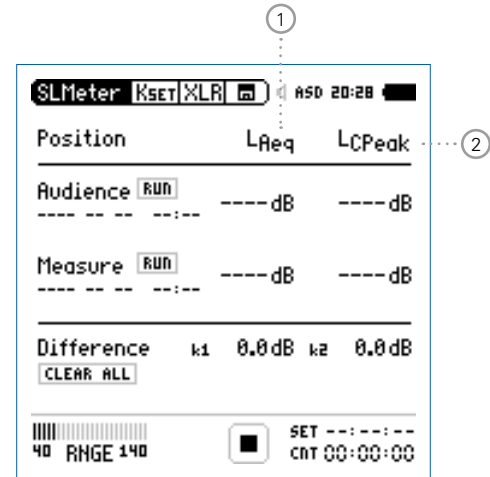 1
SLMeter KSET XLR ASD 20:28
Position LAeq LCPeak 2
Audience RUN
---- -- -- --:-- ----dB ----dB
Measure RUN
---- -- -- --:-- ----dB ----dB
Difference k1 0.0dB k2 0.0dB
CLEAR ALL
SET --:--:--
40 RNGE 140 CNT 00:00:00